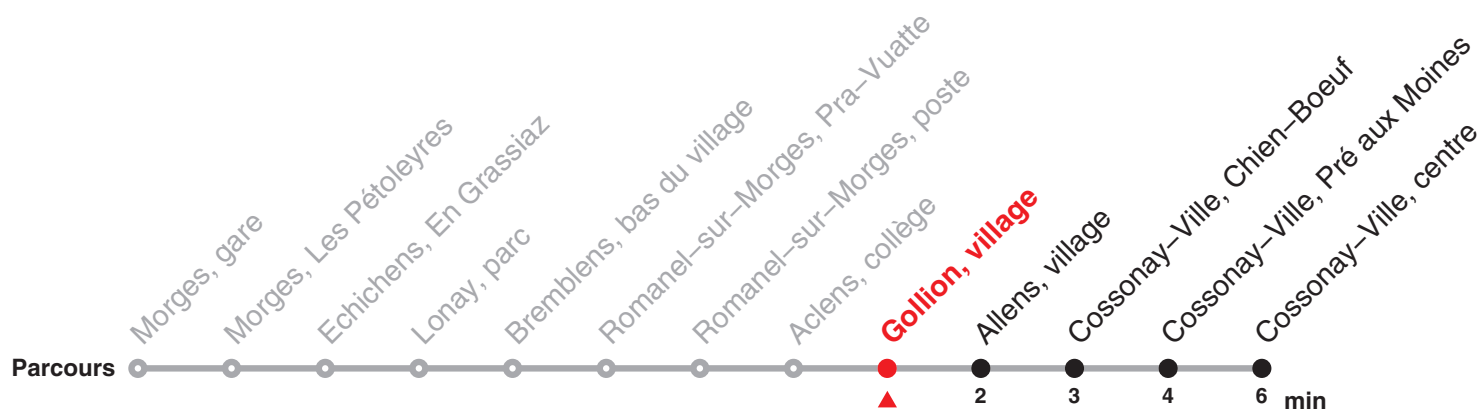 Morges, gare
Morges, Les Pétoleyres
Echichens, En Grassiaz
Lonay, parc
Bremblens, bas du village
Romanel–sur–Morges, Pra–Vuatte
Romanel–sur–Morges, poste
Aclens, collège
Gollion, village
Allens, village
Cossonay–Ville, Chien–Boeuf
Cossonay–Ville, Pré aux Moines
Cossonay–Ville, centre
Parcours
2 3 4 6 min